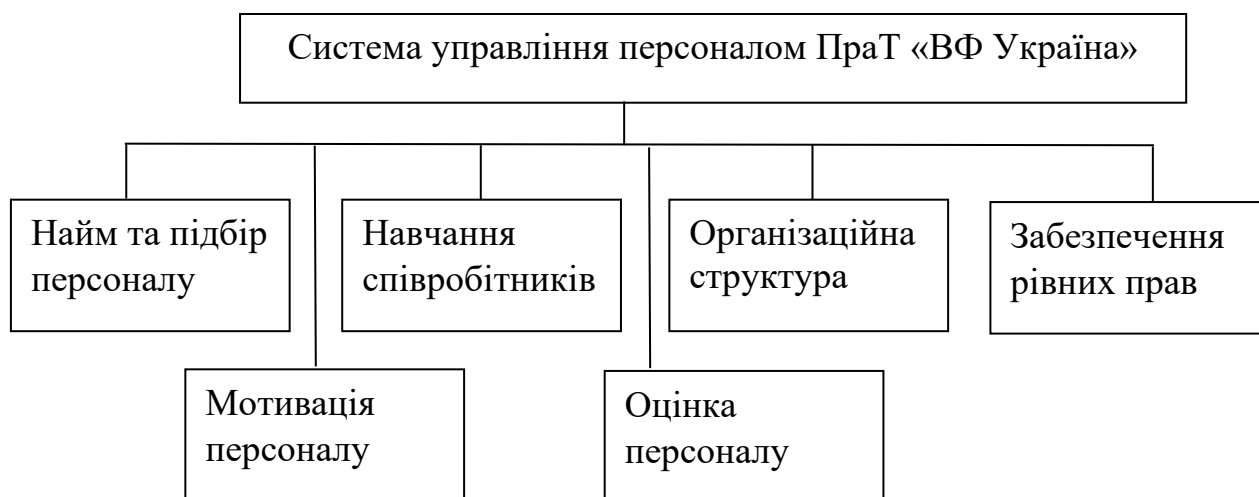 Система управління персоналом ПраТ «ВФ Україна»
Найм та підбір
персоналу
Навчання
співробітників
Організаційна
структура
Забезпечення
рівних прав
Мотивація
персоналу
Оцінка
персоналу